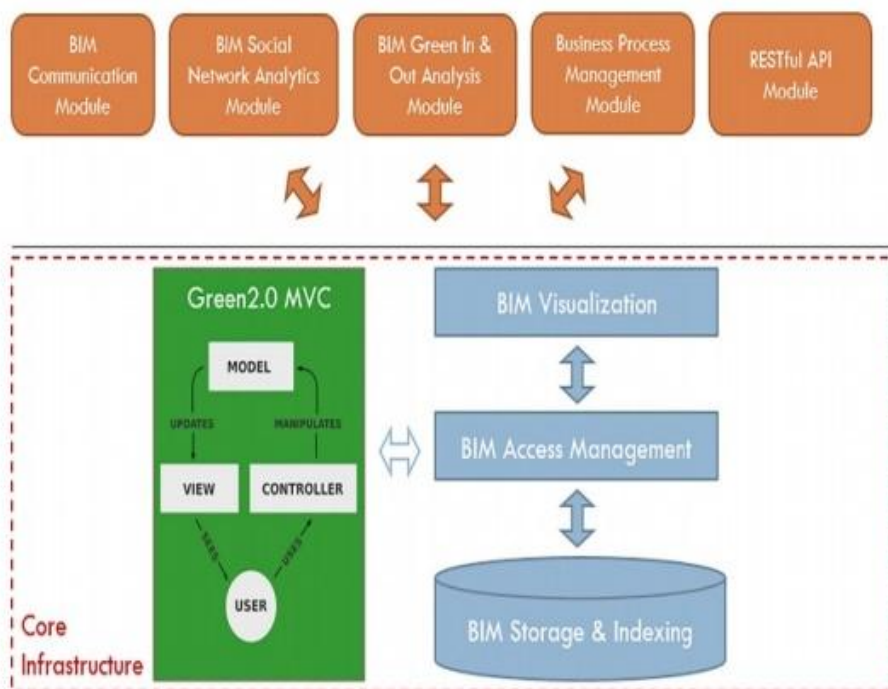 BIM
Communication
Module
BIM Social
Network Analytics
Module
BIM Green In &
Out Analysis
Module
Business Process
Management
Module
RESTful API
Module
Green2.0 MVC
MODEL
UPDATES
MANIPULATES
VIEW
CONTROLLER
SEES
USES
USER
BIM Visualization
BIM Access Management
BIM Storage & Indexing
Core
Infrastructure